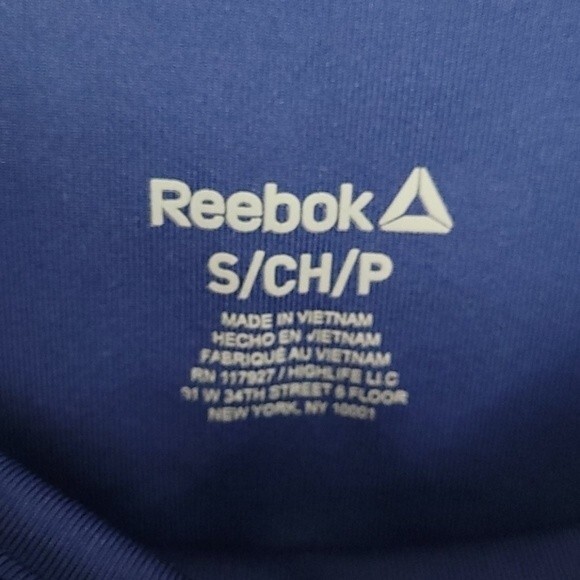 Reebok
S/CH/P
MADE IN VIETNAM
HECHO EN VIETNAM
FABRIQUÉ AU VIETNAM
RN 117927 / HIGHLIFE LLC
31 W 34TH STREET 6 FLOOR
NEW YORK, NY 10001